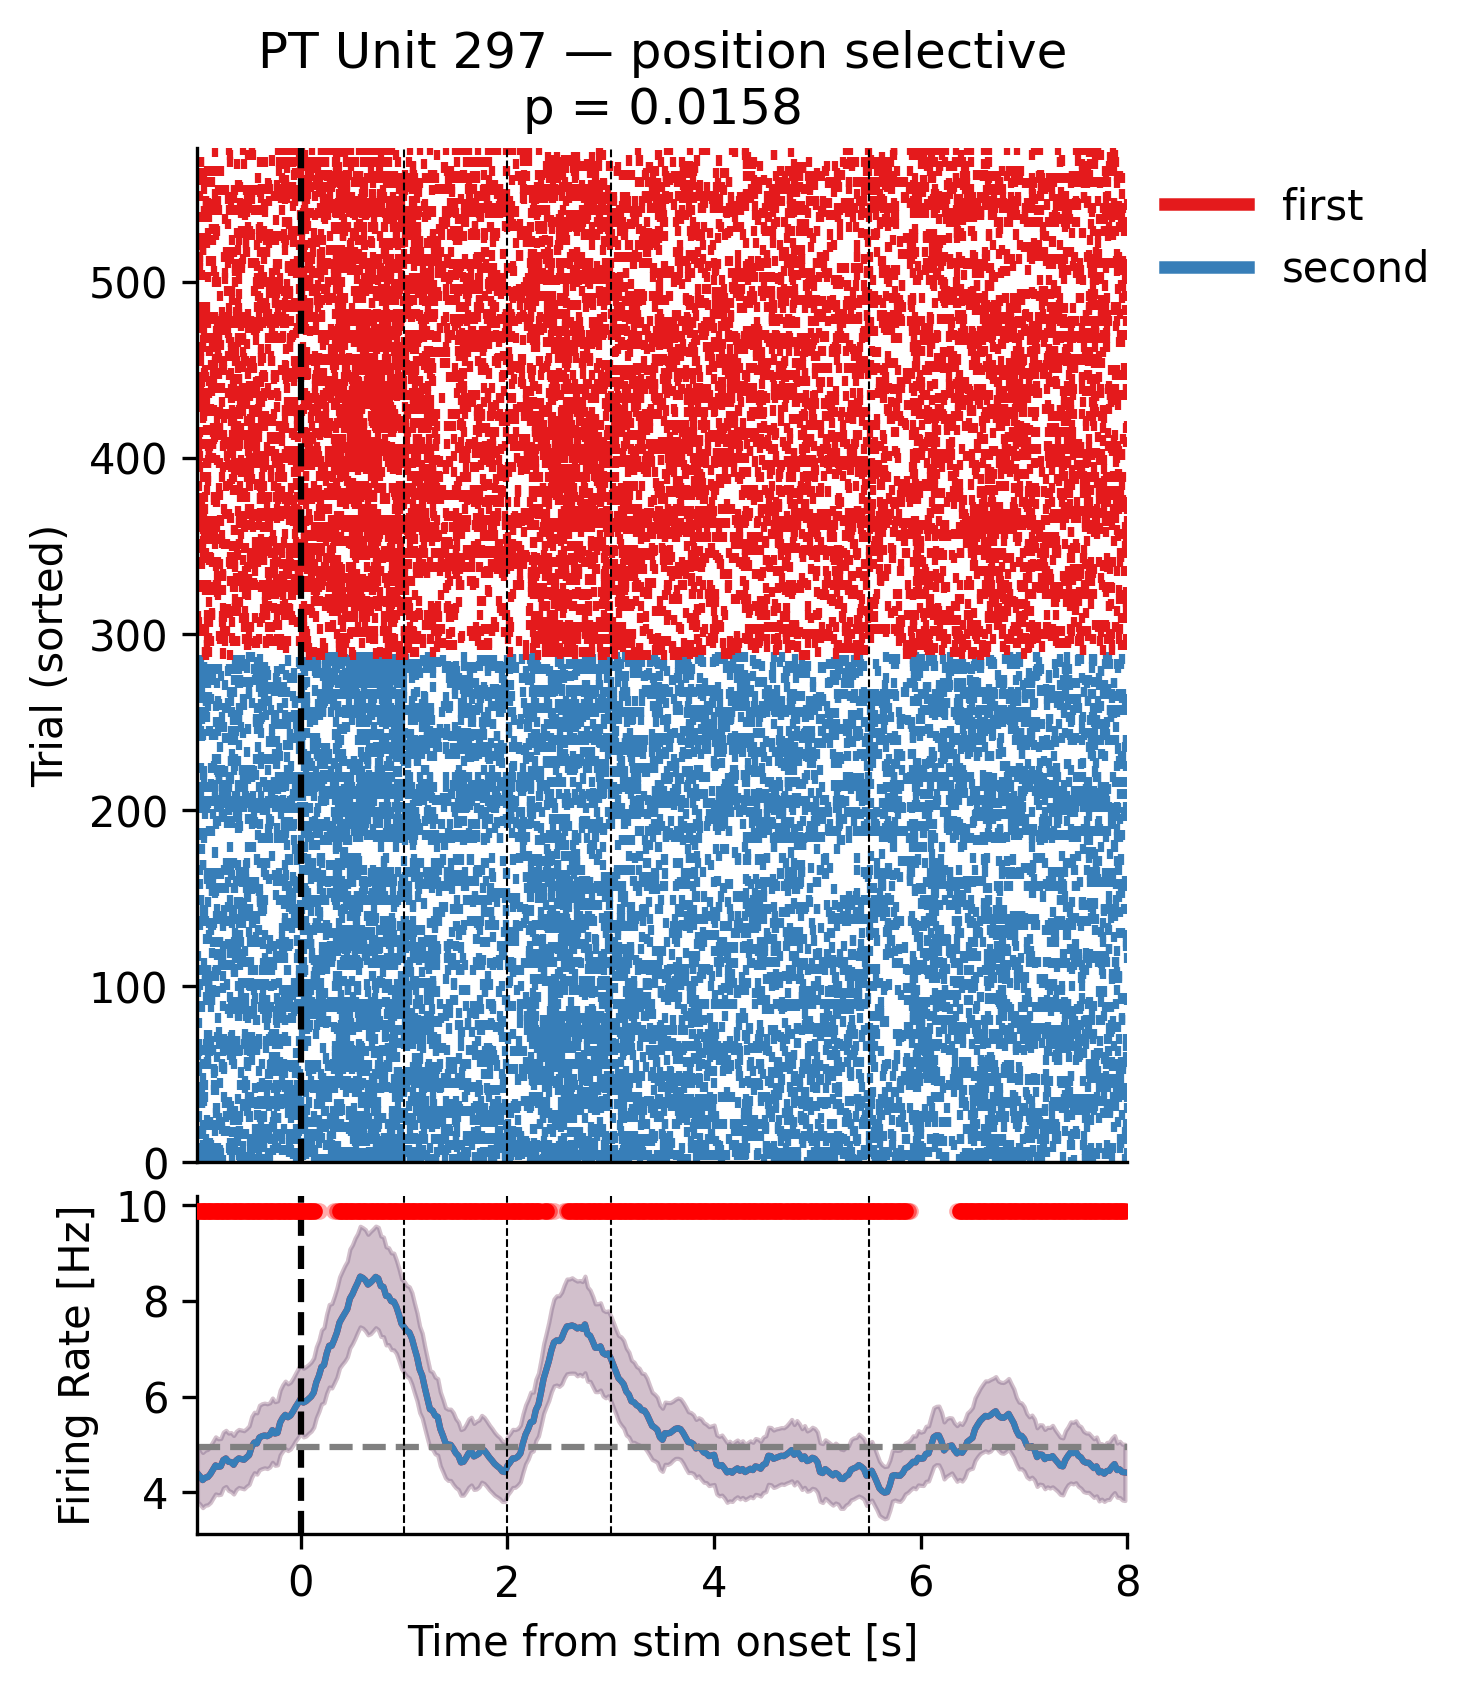 PT Unit 297 — position selective
p = 0.0158
first
second
Trial (sorted)
500
400
300
200
100
0
Firing Rate [Hz]
10
8
6
4
0 2 4 6 8
Time from stim onset [s]